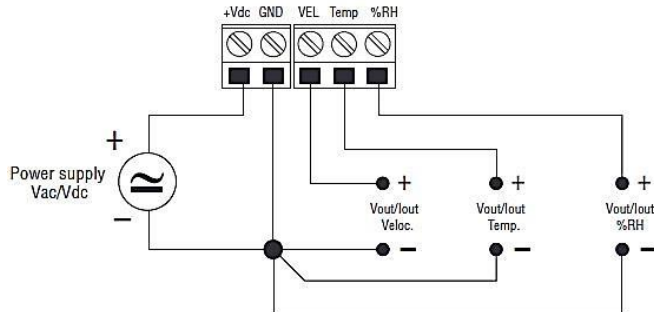 +Vdc GND VEL Temp %RH
+
Power supply
Vac/Vdc
−
+
Vout/Iout
Veloc.
−
+
Vout/Iout
Temp.
−
+
Vout/Iout
%RH
−